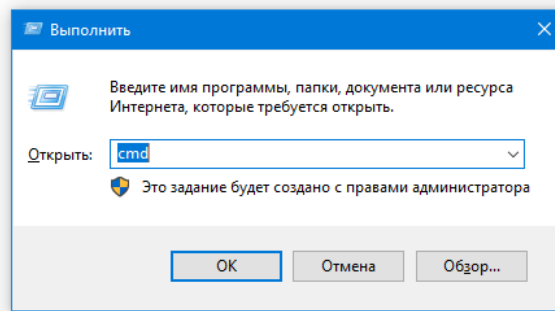 Выполнить
Введите имя программы, папки, документа или ресурса
Интернета, которые требуется открыть.
Открыть: cmd
Это задание будет создано с правами администратора
ОК Отмена Обзор...